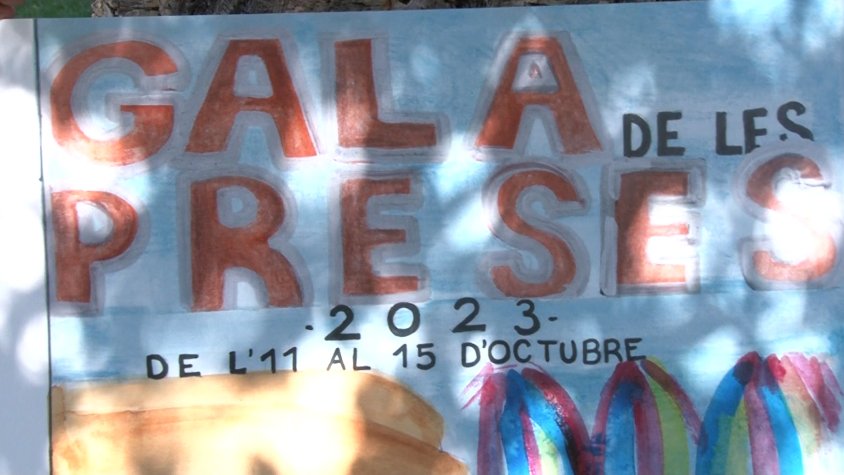 GALA DE LES
PRESES
-2023-
DE L'11 AL 15 D'OCTUBRE